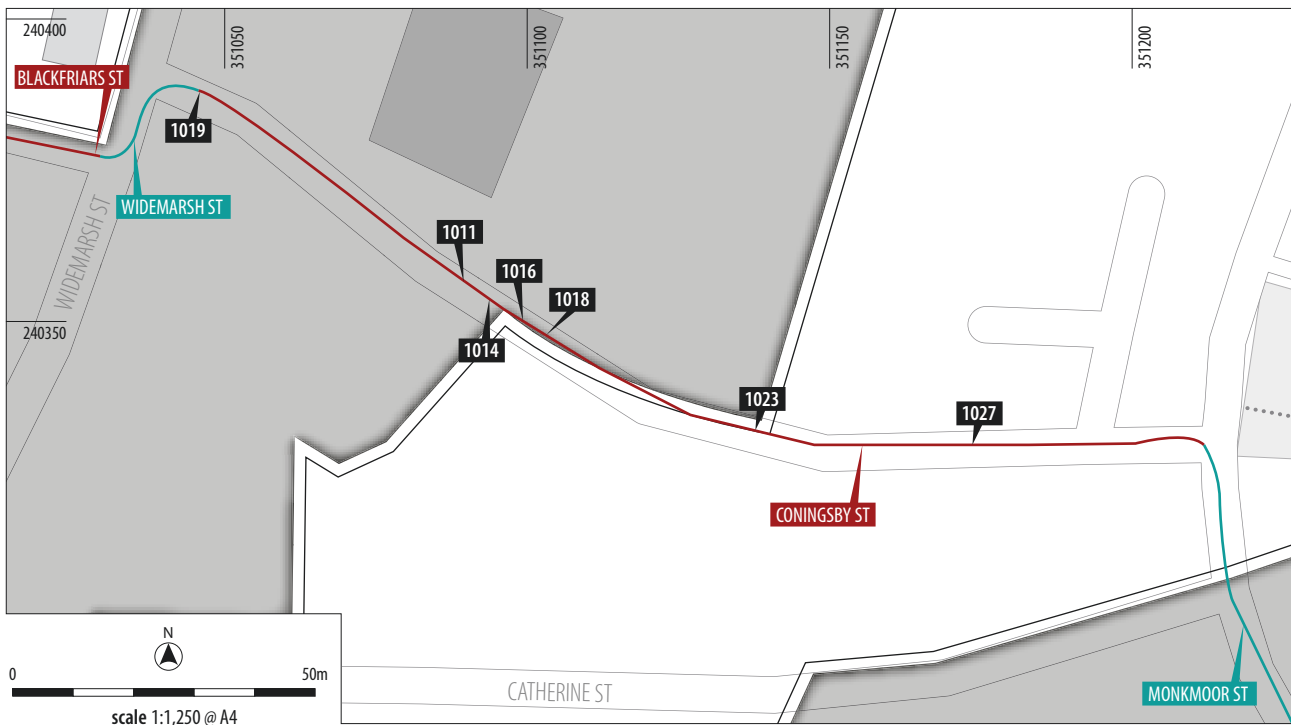 240400
351050
351100
351150
351200
BLACKFRIARS ST
1019
WIDEMARSH ST
WIDEMARSH ST
1011
1016
1018
240350
1014
1023
1027
CONINGSBY ST
N
0 50m
scale 1:1,250 @ A4
CATHERINE ST
MONKMOOR ST